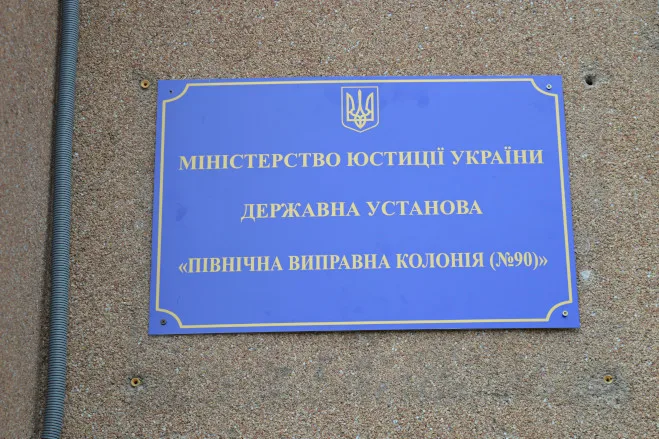 МІНІСТЕРСТВО ЮСТИЦІЇ УКРАЇНИ
ДЕРЖАВНА УСТАНОВА
«ПІВНІЧНА ВИПРАВНА КОЛОНІЯ (№90)»